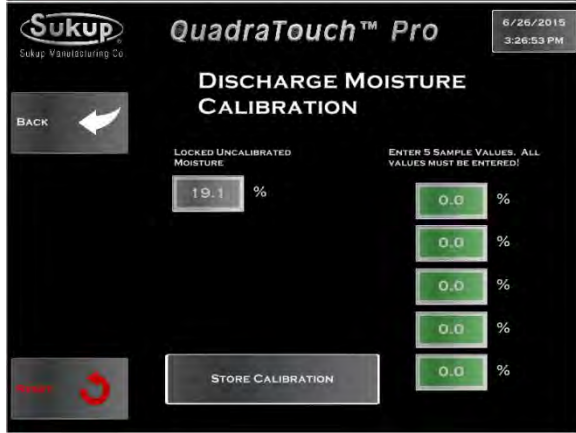 Sukup
Sukup Manufacturing Co.
QuadraTouch™ Pro
6/26/2015
3:26:53 PM
DISCHARGE MOISTURE
CALIBRATION
BACK
LOCKED UNCALIBRATED
MOISTURE
19.1 %
ENTER 5 SAMPLE VALUES. ALL
VALUES MUST BE ENTERED!
0.0 %
0.0 %
0.0 %
0.0 %
0.0 %
STORE CALIBRATION